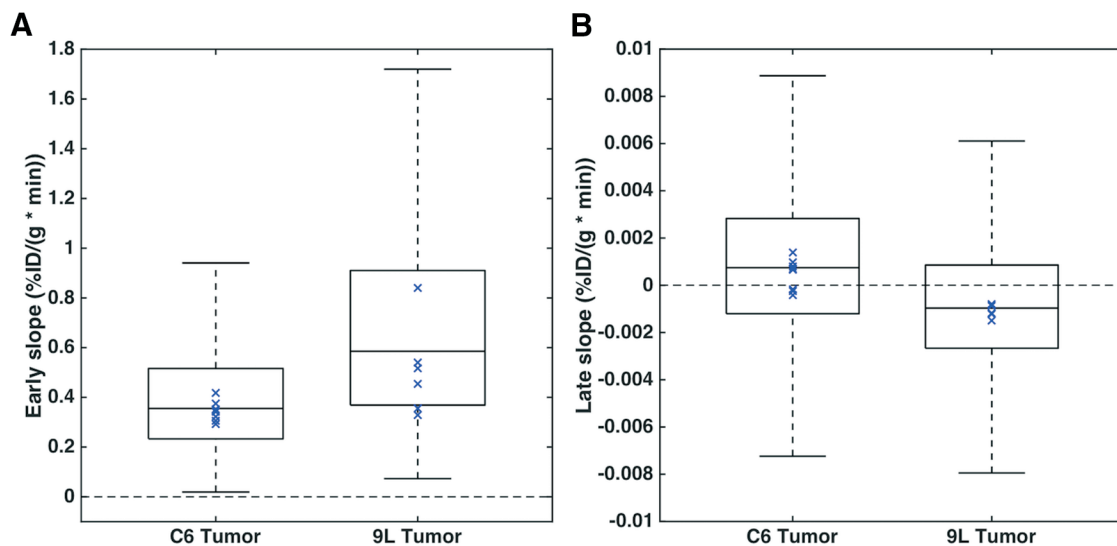 A
Early slope (%ID/(g * min))
1.8
1.6
1.4
1.2
1
0.8
0.6
0.4
0.2
0
C6 Tumor
9L Tumor
B
Late slope (%ID/(g * min))
0.01
0.008
0.006
0.004
0.002
0
-0.002
-0.004
-0.006
-0.008
-0.01
C6 Tumor
9L Tumor